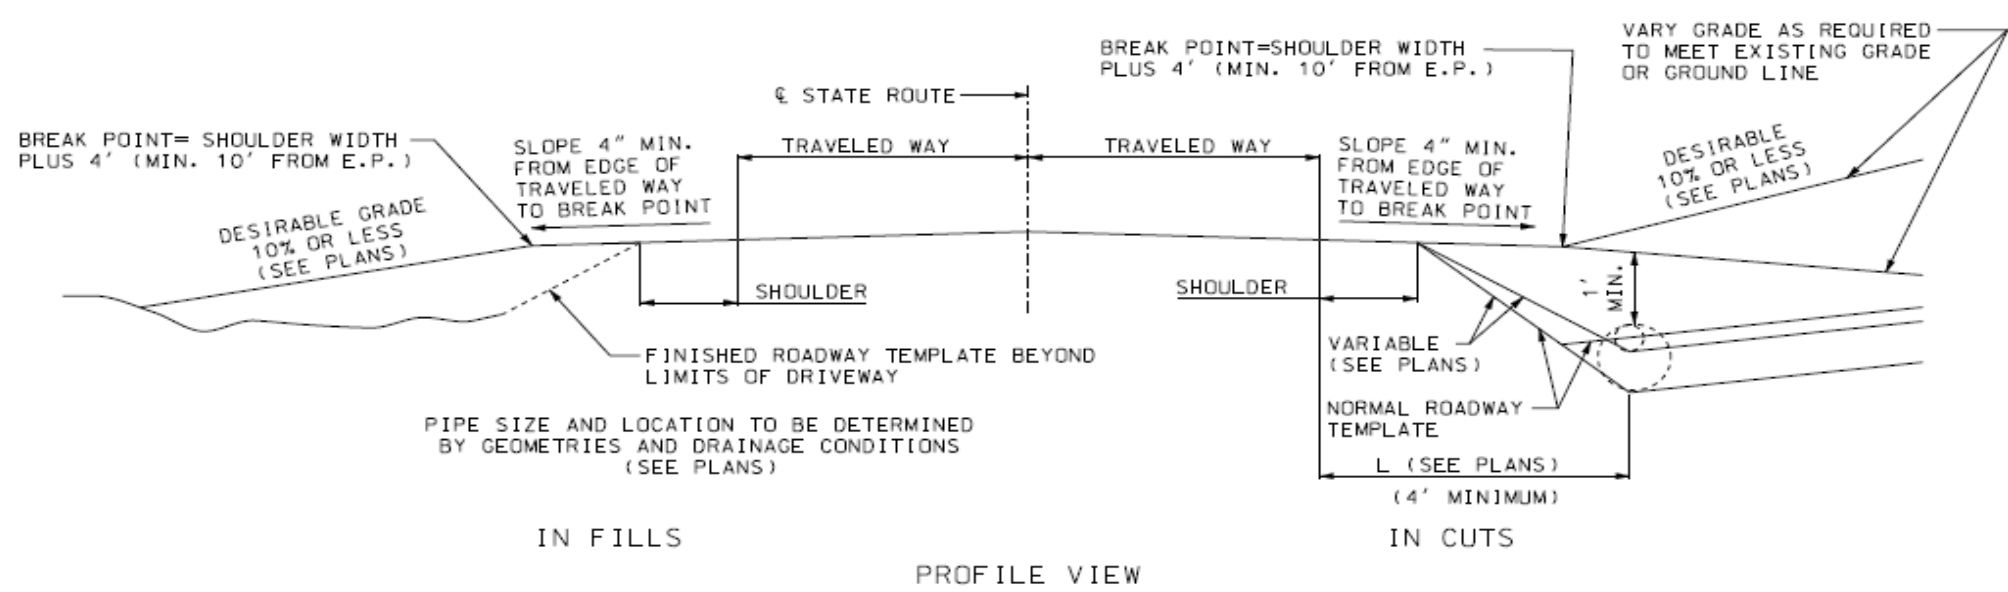 BREAK POINT= SHOULDER WIDTH
PLUS 4' (MIN. 10' FROM E.P.)
DESIRABLE GRADE
10% OR LESS
(SEE PLANS)
SLOPE 4" MIN.
FROM EDGE OF
TRAVELED WAY
TO BREAK POINT
℄ STATE ROUTE
TRAVELED WAY
TRAVELED WAY
SHOULDER
FINISHED ROADWAY TEMPLATE BEYOND
LIMITS OF DRIVEWAY
PIPE SIZE AND LOCATION TO BE DETERMINED
BY GEOMETRIES AND DRAINAGE CONDITIONS
(SEE PLANS)
IN FILLS
BREAK POINT=SHOULDER WIDTH
PLUS 4' (MIN. 10' FROM E.P.)
VARY GRADE AS REQUIRED
TO MEET EXISTING GRADE
OR GROUND LINE
SLOPE 4" MIN.
FROM EDGE OF
TRAVELED WAY
TO BREAK POINT
DESIRABLE
10% OR LESS
(SEE PLANS)
SHOULDER
1'
MIN.
VARIABLE
(SEE PLANS)
NORMAL ROADWAY
TEMPLATE
L (SEE PLANS)
(4' MINIMUM)
IN CUTS
PROFILE VIEW